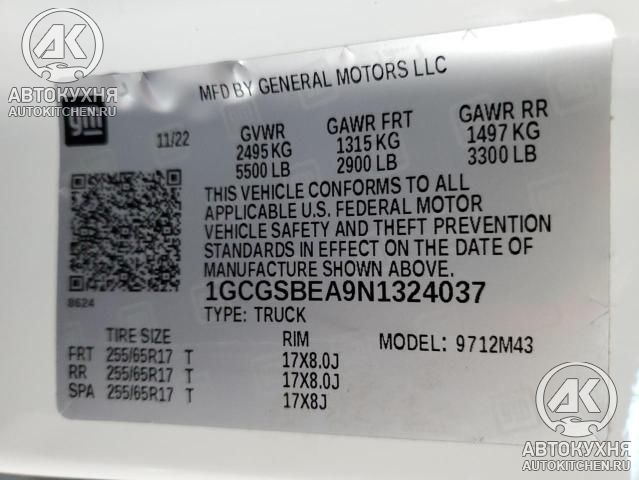 АВТОКУХНЯ
AUTOKITCHEN.RU
gm
MFD BY GENERAL MOTORS LLC
11/22
GVWR GAWR FRT GAWR RR
2495 KG 1315 KG 1497 KG
5500 LB 2900 LB 3300 LB
THIS VEHICLE CONFORMS TO ALL
APPLICABLE U.S. FEDERAL MOTOR
VEHICLE SAFETY AND THEFT PREVENTION
STANDARDS IN EFFECT ON THE DATE OF
MANUFACTURE SHOWN ABOVE.
8624
1GCGSBEA9N1324037
TYPE: TRUCK
TIRE SIZE RIM MODEL: 9712M43
FRT 255/65R17 T 17X8.0J
RR 255/65R17 T 17X8.0J
SPA 255/65R17 T 17X8J
АВТОКУХНЯ
AUTOKITCHEN.RU